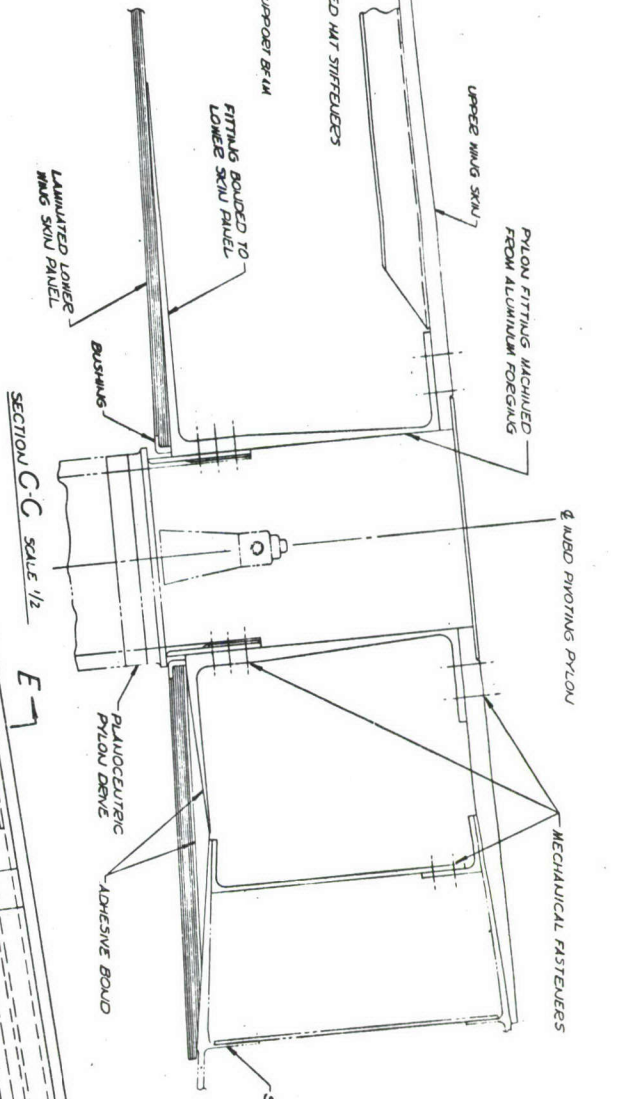 ED HAT STIFFENERS
UPPER WING SKIN
PYLON FITTING MACHINED
FROM ALUMINUM FORGING
℄ INBD PIVOTING PYLON
MECHANICAL FASTENERS
SUPPORT BEAM
FITTING BONDED TO
LOWER SKIN PANEL
LAMINATED LOWER
WING SKIN PANEL
BUSHING
SECTION C-C SCALE 1/2
PLANOCENTRIC
PYLON DRIVE
ADHESIVE BOND
E
S